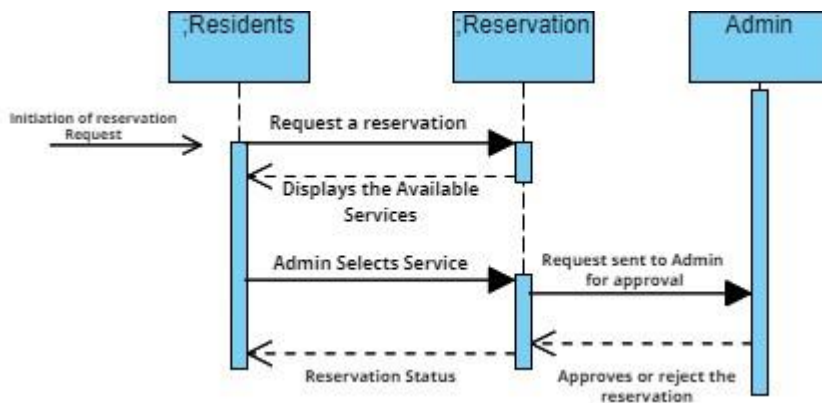 ;Residents
;Reservation
Admin
Initiation of reservation
Request
Request a reservation
Displays the Available
Services
Admin Selects Service
Request sent to Admin
for approval
Reservation Status
Approves or reject the
reservation